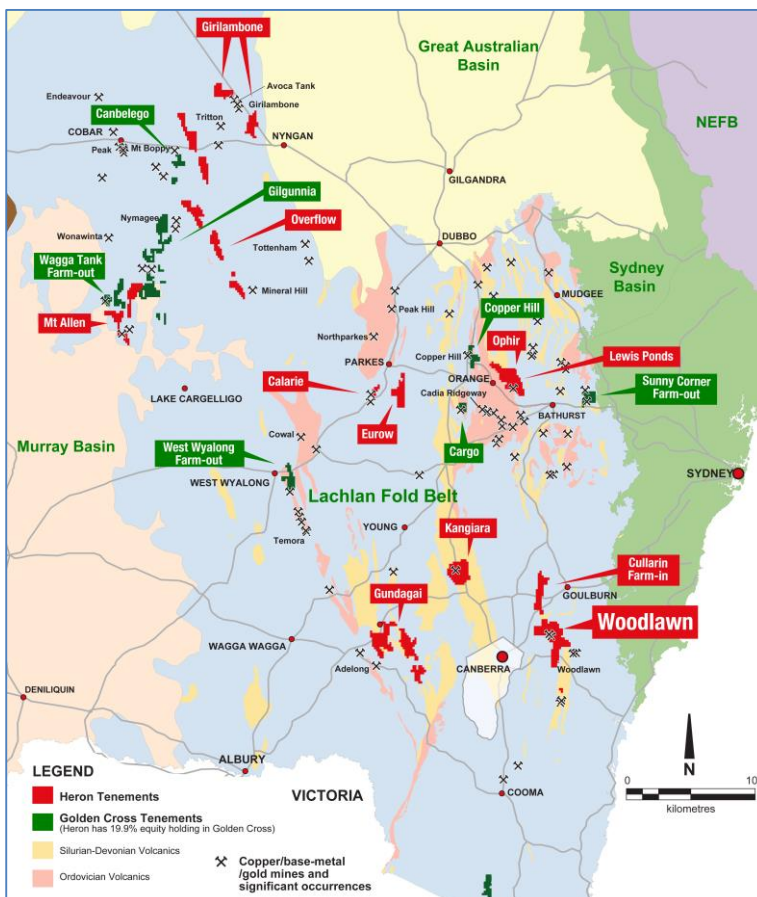 Girilambone
Great Australian
Basin
NEFB
Endeavour
Avoca Tank
Girilambone
Canbelego
Tritton
COBAR
NYNGAN
Peak
Mt Boppy
GILGANDRA
Gilgunnia
Nymagee
Overflow
Wonawinta
Tottenham
DUBBO
Wagga Tank
Farm-out
Sydney
Basin
Mineral Hill
MUDGEE
Mt Allen
Peak Hill
Copper Hill
Northparkes
Copper Hill
Ophir
PARKES
Lewis Ponds
Calarie
ORANGE
LAKE CARGELLIGO
Cadia Ridgeway
Sunny Corner
Farm-out
BATHURST
Eurow
Murray Basin
Cowal
Cargo
West Wyalong
Farm-out
SYDNEY
WEST WYALONG
Lachlan Fold Belt
YOUNG
Kangiara
Temora
Cullarin
Farm-in
GOULBURN
Gundagai
Woodlawn
WAGGA WAGGA
CANBERRA
Woodlawn
Adelong
DENILIQUIN
ALBURY
N
LEGEND
VICTORIA
COOMA
0 10
kilometres
Heron Tenements
Golden Cross Tenements
(Heron has 19.9% equity holding in Golden Cross)
Silurian-Devonian Volcanics
Ordovician Volcanics
Copper/base-metal
/gold mines and
significant occurrences